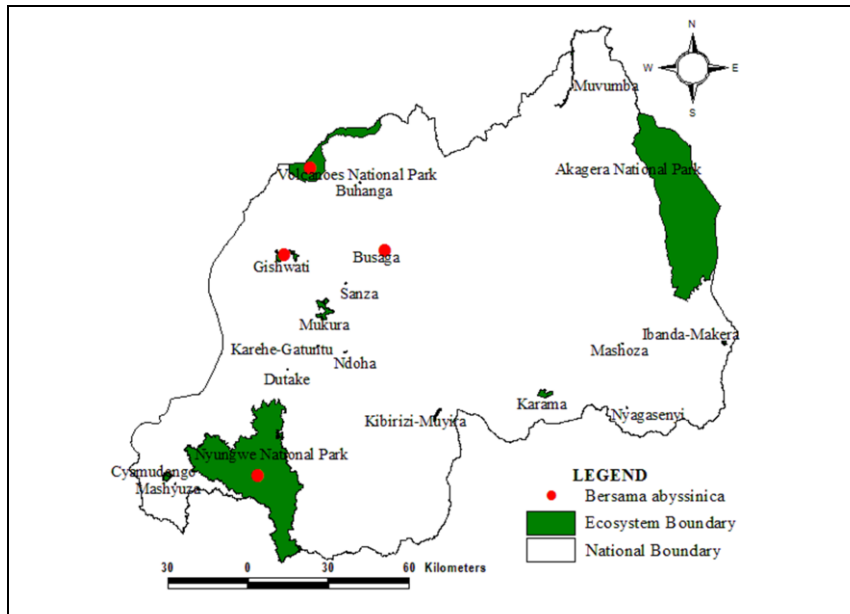 N
W E
S
Muvumba
Volcanoes National Park
Akagera National Park
Buhanga
Busaga
Gishwati
Sanza
Mukura
Ibanda-Makera
Karehe-Gaturitu
Mashoza
Ndoha
Dutake
Karama
Nyagasenyi
Kibirizi-Muyira
Nyungwe National Park
Cyamudongo
Mashyuza
LEGEND
Bersama abyssinica
Ecosystem Boundary
National Boundary
30 0 30 60 Kilometers